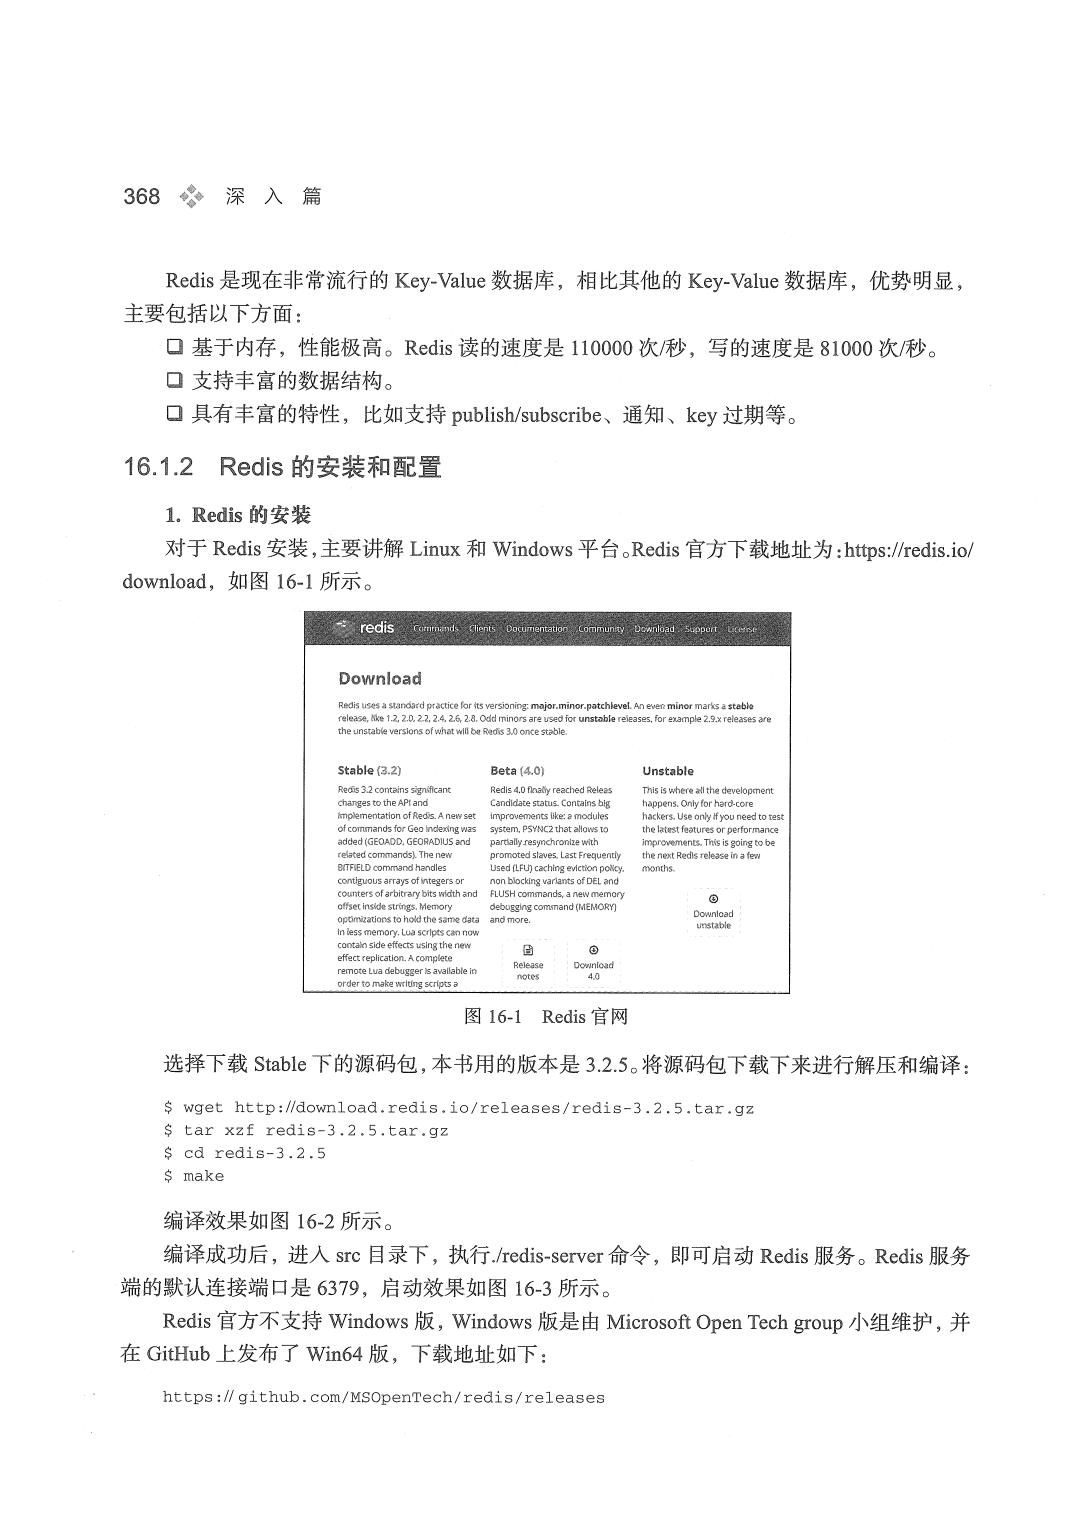 368 深 入 篇
Redis 是现在非常流行的 Key-Value 数据库，相比其他的 Key-Value 数据库，优势明显，
主要包括以下方面：
❏ 基于内存，性能极高。Redis 读的速度是 110000 次/秒，写的速度是 81000 次/秒。
❏ 支持丰富的数据结构。
❏ 具有丰富的特性，比如支持 publish/subscribe、通知、key 过期等。
16.1.2 Redis 的安装和配置
1. Redis 的安装
对于 Redis 安装，主要讲解 Linux 和 Windows 平台。Redis 官方下载地址为：https://redis.io/
download，如图 16-1 所示。
redis Commands Clients Documentation Community Download Support License
Download
Redis uses a standard practice for its versioning: major.minor.patchlevel. An even minor marks a stable
release, like 1.2, 2.0, 2.2, 2.4, 2.6, 2.8. Odd minors are used for unstable releases, for example 2.9.x releases are
the unstable versions of what will be Redis 3.0 once stable.
Stable (3.2)
Redis 3.2 contains significant
changes to the API and
implementation of Redis. A new set
of commands for Geo indexing was
added (GEOADD, GEORADIUS and
related commands). The new
BITFIELD command handles
contiguous arrays of integers or
counters of arbitrary bits width and
offset inside strings. Memory
optimizations to hold the same data
in less memory. Lua scripts can now
contain side effects using the new
effect replication. A complete
remote Lua debugger is available in
order to make writing scripts a
Beta (4.0)
Redis 4.0 finally reached Releas
Candidate status. Contains big
improvements like: a modules
system, PSYNC2 that allows to
partially resynchronize with
promoted slaves, Last Frequently
Used (LFU) caching eviction policy,
non blocking variants of DEL and
FLUSH commands, a new memory
debugging command (MEMORY)
and more.
Release
notes
Download
4.0
Unstable
This is where all the development
happens. Only for hard-core
hackers. Use only if you need to test
the latest features or performance
improvements. This is going to be
the next Redis release in a few
months.
Download
unstable
图 16-1 Redis 官网
选择下载 Stable 下的源码包，本书用的版本是 3.2.5。将源码包下载下来进行解压和编译：
$ wget http://download.redis.io/releases/redis-3.2.5.tar.gz
$ tar xzf redis-3.2.5.tar.gz
$ cd redis-3.2.5
$ make
编译效果如图 16-2 所示。
编译成功后，进入 src 目录下，执行./redis-server 命令，即可启动 Redis 服务。Redis 服务
端的默认连接端口是 6379，启动效果如图 16-3 所示。
Redis 官方不支持 Windows 版，Windows 版是由 Microsoft Open Tech group 小组维护，并
在 GitHub 上发布了 Win64 版，下载地址如下：
https://github.com/MSOpenTech/redis/releases